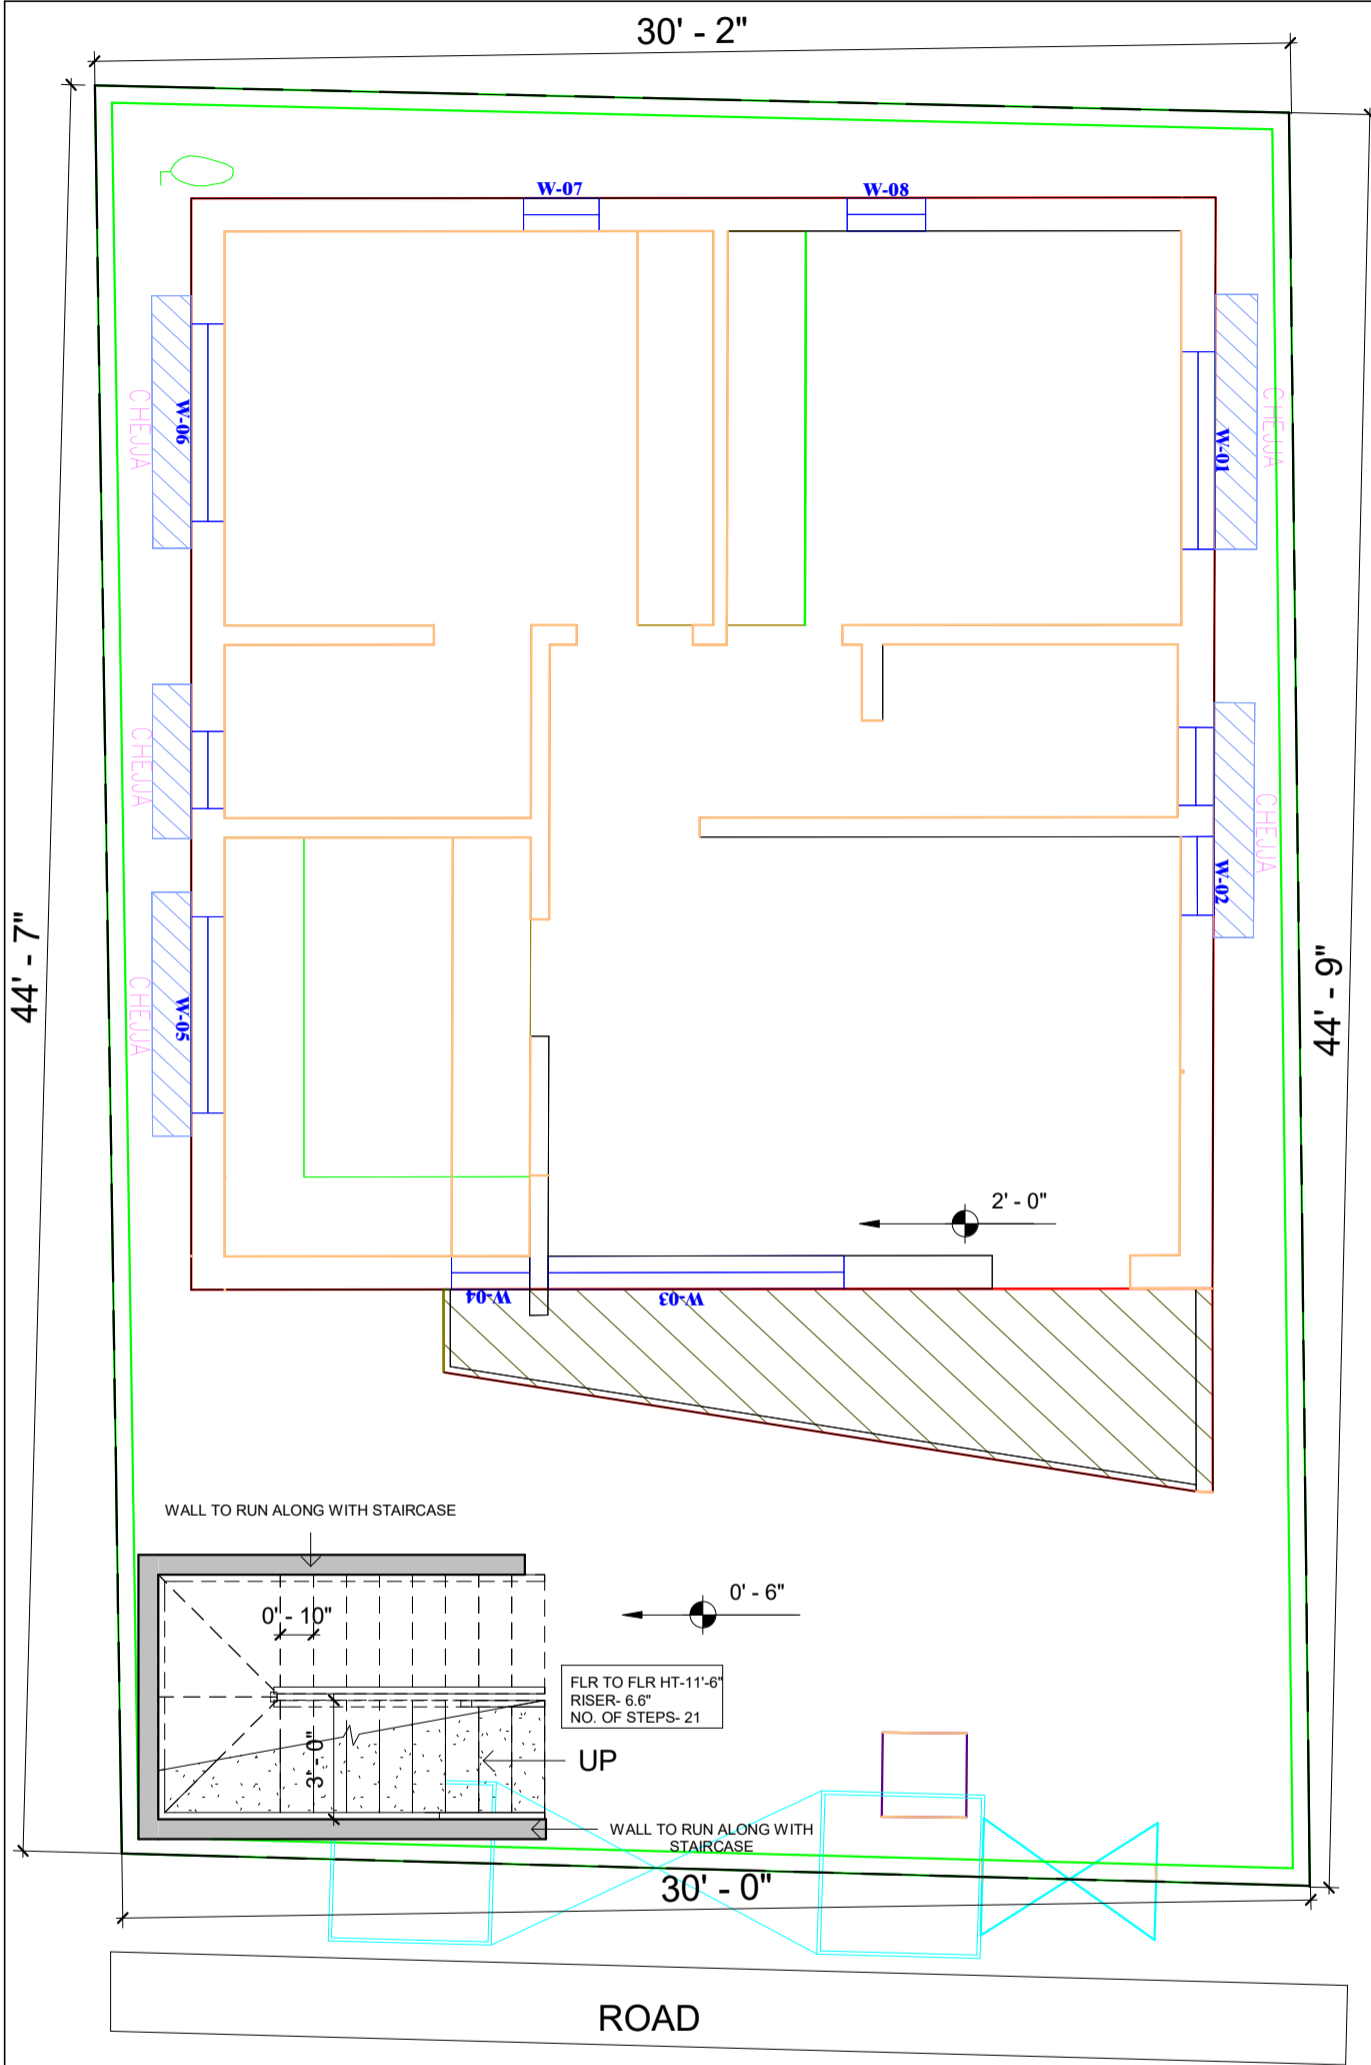 30' - 2"
W-07
W-08
CHEJJA
W-06
W-01
CHEJJA
CHEJJA
CHEJJA
W-02
44' - 7"
44' - 9"
CHEJJA
W-05
2' - 0"
W-04
W-03
WALL TO RUN ALONG WITH STAIRCASE
0' - 10"
0' - 6"
FLR TO FLR HT-11'-6"
RISER- 6.6"
NO. OF STEPS- 21
3' - 0"
UP
WALL TO RUN ALONG WITH
STAIRCASE
30' - 0"
ROAD